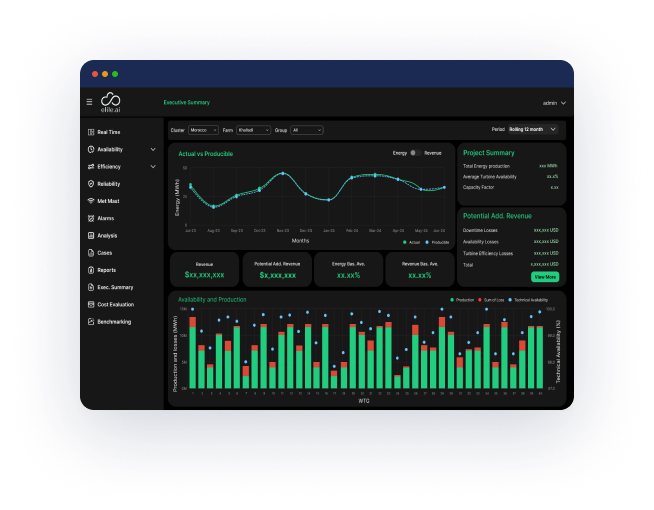 elile.ai
Executive Summary
admin
Real Time
Availability
Efficiency
Reliability
Met Mast
Alarms
Analysis
Cases
Reports
Exec. Summary
Cost Evaluation
Benchmarking
Cluster Morocco Farm Khalladi Group All Period Rolling 12 month
Actual vs Producible Energy Revenue
Energy (MWh)
50
25
0
Jul-23 Aug-23 Sep-23 Oct-23 Nov-23 Dec-23 Jan-24 Feb-24 Mar-24 Apr-24 May-24 Jun-24
Months
Actual Producible
Project Summary
Total Energy production xxx MWh
Average Turbine Availability xx.x%
Capacity Factor x.xx
Potential Add. Revenue
Downtime Losses xxx,xxx USD
Availability Losses xxx,xxx USD
Turbine Efficiency Losses xxx,xxx USD
Total x,xxx,xxx USD
View More
Revenue
$xx,xxx,xxx
Potential Add. Revenue
$x,xxx,xxx
Energy Bas. Ave.
xx.xx%
Revenue Bas. Ave.
xx.xx%
Availability and Production
Production Sum of Loss Technical Availability
Production and losses (MWh)
Technical Availability (%)
WTG